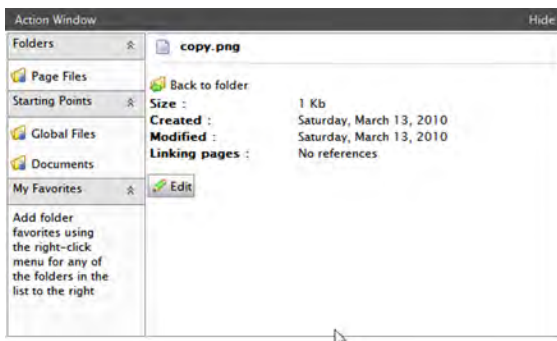 Action Window
Hide
Folders
Page Files
Starting Points
Global Files
Documents
My Favorites
Add folder
favorites using
the right-click
menu for any of
the folders in the
list to the right
copy.png
Back to folder
Size : 1 Kb
Created : Saturday, March 13, 2010
Modified : Saturday, March 13, 2010
Linking pages : No references
Edit